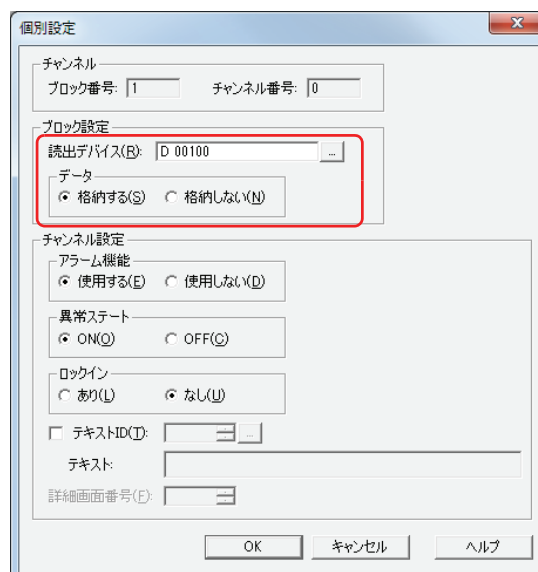 個別設定
チャンネル
ブロック番号: 1 チャンネル番号: 0
ブロック設定
読出デバイス(R): D 00100 ...
データ
格納する(S) 格納しない(N)
チャンネル設定
アラーム機能
使用する(E) 使用しない(D)
異常ステート
ON(O) OFF(C)
ロックイン
あり(L) なし(U)
テキストID(T): ...
テキスト:
詳細画面番号(F):
OK キャンセル ヘルプ